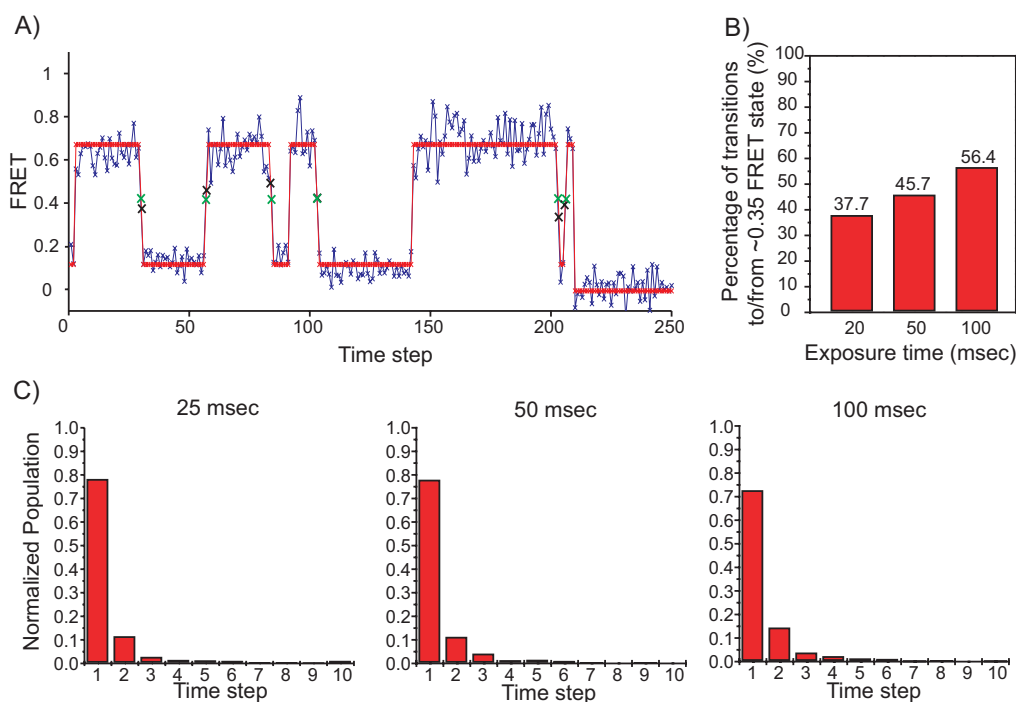 A)
FRET
1
0.8
0.6
0.4
0.2
0
0 50 100 150 200 250
Time step
B)
Percentage of transitions
to/from ~0.35 FRET state (%)
100
90
80
70
60
50
40
30
20
10
0
37.7
45.7
56.4
20 50 100
Exposure time (msec)
C)
Normalized Population
25 msec
1.0
0.9
0.8
0.7
0.6
0.5
0.4
0.3
0.2
0.1
0.0
1 2 3 4 5 6 7 8 9 10
Time step
50 msec
1.0
0.9
0.8
0.7
0.6
0.5
0.4
0.3
0.2
0.1
0.0
1 2 3 4 5 6 7 8 9 10
Time step
100 msec
1.0
0.9
0.8
0.7
0.6
0.5
0.4
0.3
0.2
0.1
0.0
1 2 3 4 5 6 7 8 9 10
Time step